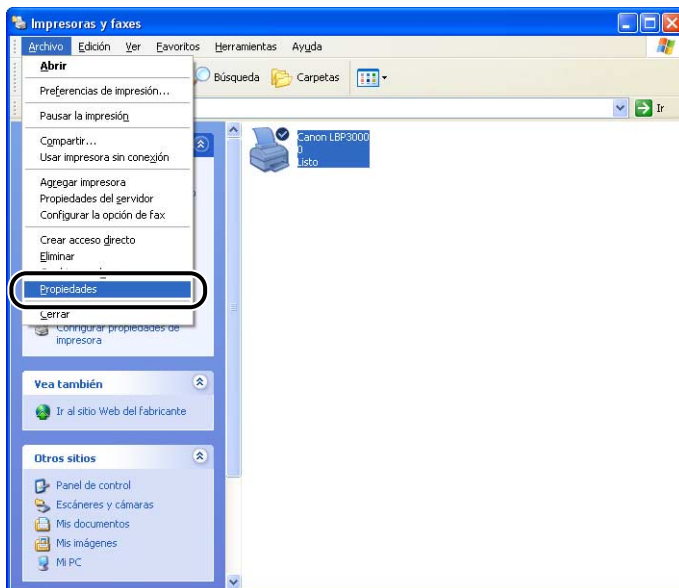 Impresoras y faxes
Archivo Edición Ver Favoritos Herramientas Ayuda
Búsqueda Carpetas
Ir
Abrir
Preferencias de impresión...
Pausar la impresión
Compartir...
Usar impresora sin conexión
Agregar impresora
Propiedades del servidor
Configurar la opción de fax
Crear acceso directo
Eliminar
Propiedades
Cerrar
Configurar propiedades de
impresora
Vea también
Ir al sitio Web del fabricante
Otros sitios
Panel de control
Escáneres y cámaras
Mis documentos
Mis imágenes
Mi PC
Canon LBP3000
0
Listo